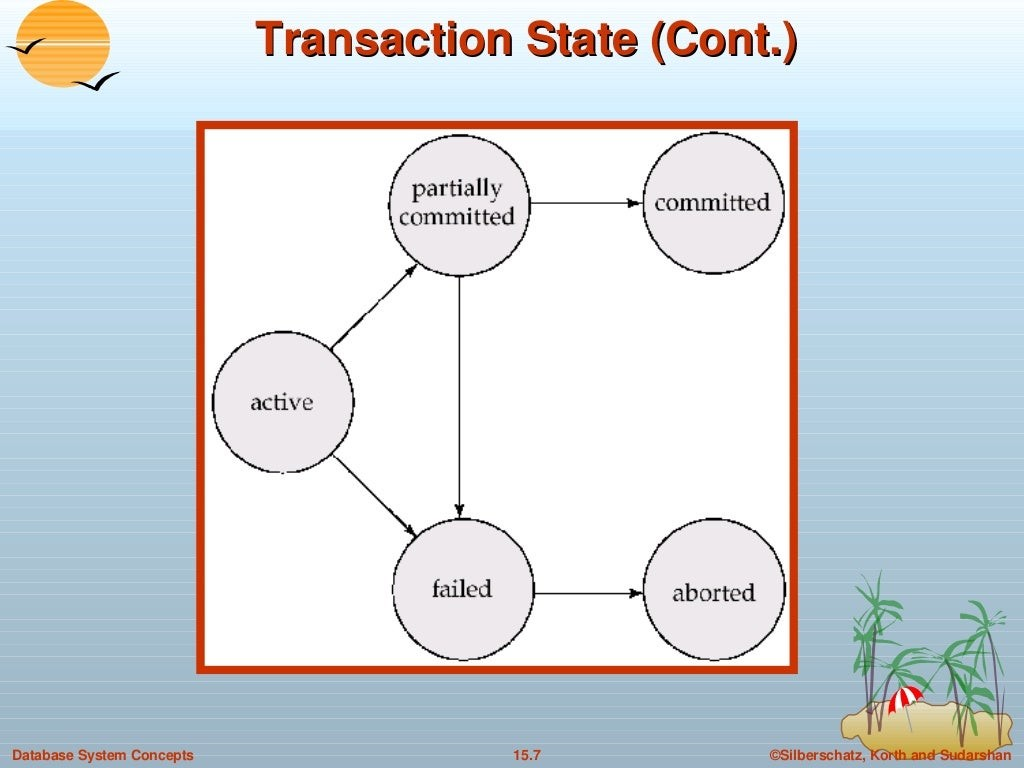 Transaction State (Cont.)
partially
committed
committed
active
failed
aborted
Database System Concepts
15.7
©Silberschatz, Korth and Sudarshan